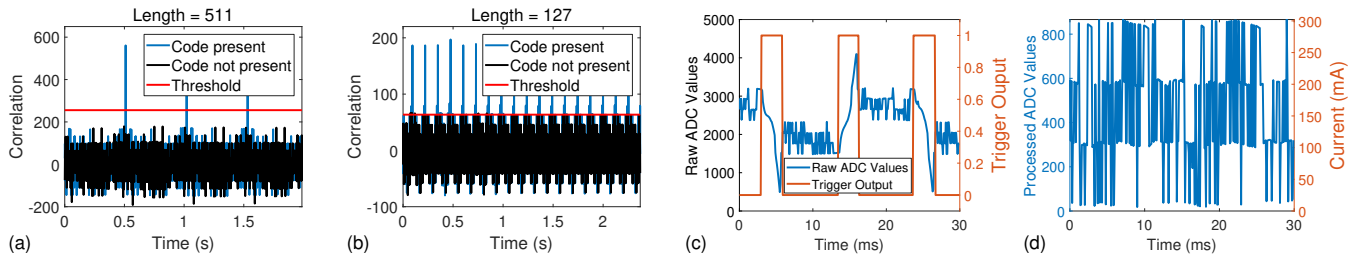 Length = 511
600
400
200
0
-200
Correlation
Code present
Code not present
Threshold
0
0.5
1
1.5
Time (s)
(a)
Length = 127
200
100
0
-100
Correlation
Code present
Code not present
Threshold
0
0.5
1
1.5
2
Time (s)
(b)
5000
4000
3000
2000
1000
0
Raw ADC Values
Raw ADC Values
Trigger Output
1
0.8
0.6
0.4
0.2
0
Trigger Output
0
10
20
30
Time (ms)
(c)
800
600
400
200
0
Processed ADC Values
300
250
200
150
100
50
0
Current (mA)
0
10
20
30
Time (ms)
(d)